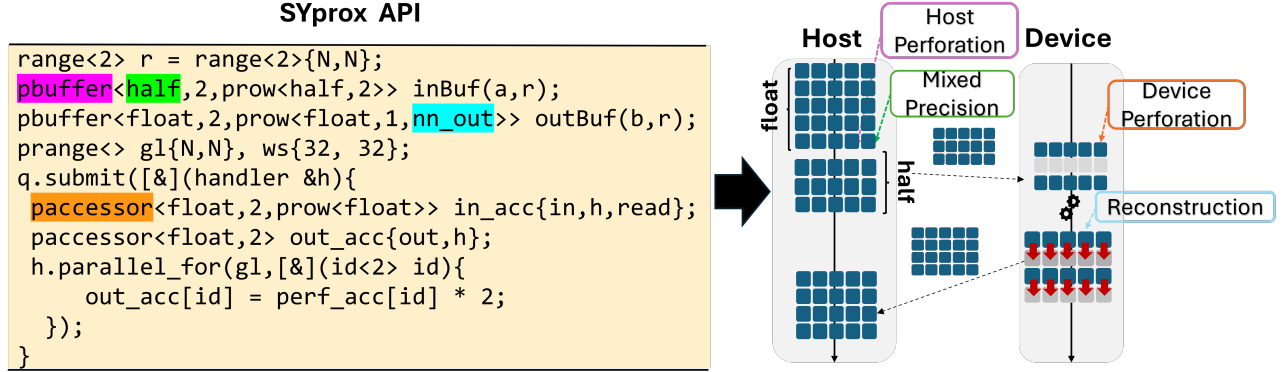 SYprox API
range<2> r = range<2>{N,N};
pbuffer<half,2,prow<half,2>> inBuf(a,r);
pbuffer<float,2,prow<float,1,nn_out>> outBuf(b,r);
prange<> gl{N,N}, ws{32, 32};
q.submit([&](handler &h){
paccessor<float,2,prow<float>> in_acc{in,h,read};
paccessor<float,2> out_acc{out,h};
h.parallel_for(gl,[&](id<2> id){
out_acc[id] = perf_acc[id] * 2;
});
}
Host
Host
Perforation
Device
float
Mixed
Precision
half
Device
Perforation
Reconstruction